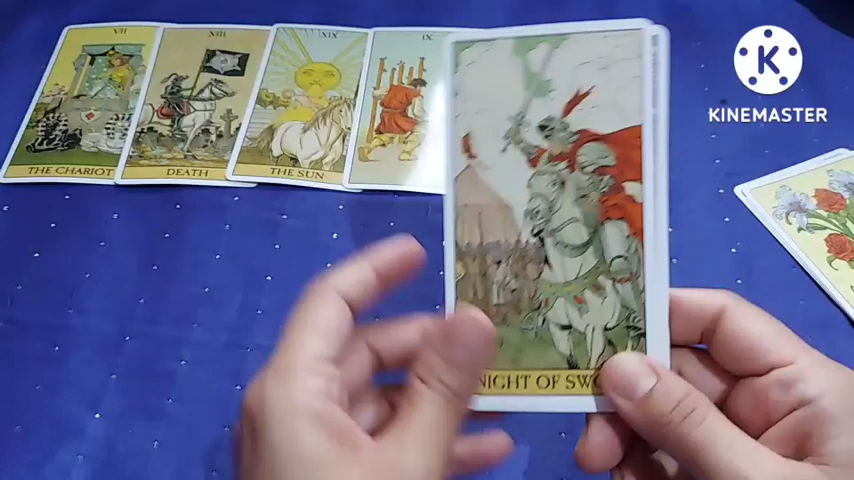 VII
XIII
XIX
IX
THE CHARIOT
DEATH
THE SUN
NIGHT OF SWO
K
KINEMASTER